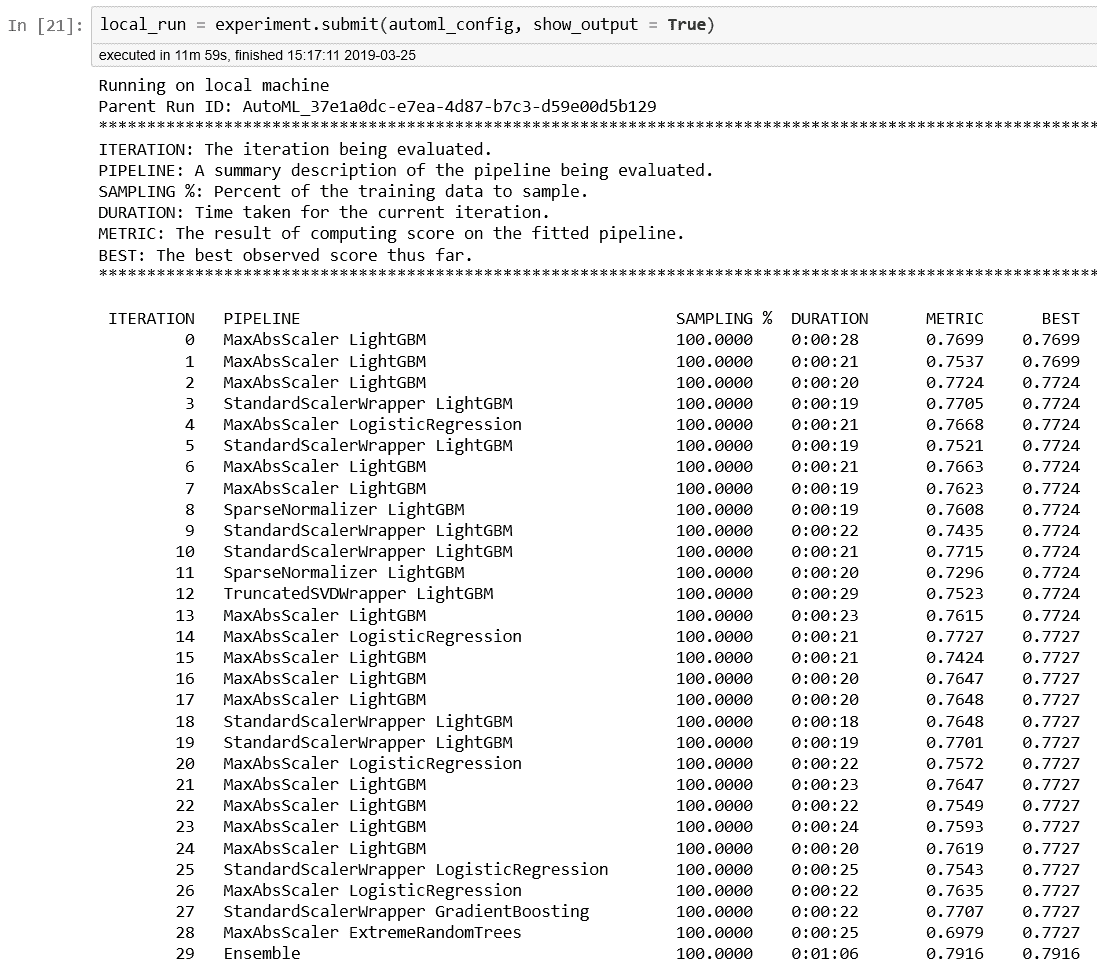 In [21]: local_run = experiment.submit(automl_config, show_output = True)
executed in 11m 59s, finished 15:17:11 2019-03-25
Running on local machine
Parent Run ID: AutoML_37e1a0dc-e7ea-4d87-b7c3-d59e00d5b129
********************************************************************************************************
ITERATION: The iteration being evaluated.
PIPELINE: A summary description of the pipeline being evaluated.
SAMPLING %: Percent of the training data to sample.
DURATION: Time taken for the current iteration.
METRIC: The result of computing score on the fitted pipeline.
BEST: The best observed score thus far.
********************************************************************************************************
ITERATION PIPELINE SAMPLING % DURATION METRIC BEST
0 MaxAbsScaler LightGBM 100.0000 0:00:28 0.7699 0.7699
1 MaxAbsScaler LightGBM 100.0000 0:00:21 0.7537 0.7699
2 MaxAbsScaler LightGBM 100.0000 0:00:20 0.7724 0.7724
3 StandardScalerWrapper LightGBM 100.0000 0:00:19 0.7705 0.7724
4 MaxAbsScaler LogisticRegression 100.0000 0:00:21 0.7668 0.7724
5 StandardScalerWrapper LightGBM 100.0000 0:00:19 0.7521 0.7724
6 MaxAbsScaler LightGBM 100.0000 0:00:21 0.7663 0.7724
7 MaxAbsScaler LightGBM 100.0000 0:00:19 0.7623 0.7724
8 SparseNormalizer LightGBM 100.0000 0:00:19 0.7608 0.7724
9 StandardScalerWrapper LightGBM 100.0000 0:00:22 0.7435 0.7724
10 StandardScalerWrapper LightGBM 100.0000 0:00:21 0.7715 0.7724
11 SparseNormalizer LightGBM 100.0000 0:00:20 0.7296 0.7724
12 TruncatedSVDWrapper LightGBM 100.0000 0:00:29 0.7523 0.7724
13 MaxAbsScaler LightGBM 100.0000 0:00:23 0.7615 0.7724
14 MaxAbsScaler LogisticRegression 100.0000 0:00:21 0.7727 0.7727
15 MaxAbsScaler LightGBM 100.0000 0:00:21 0.7424 0.7727
16 MaxAbsScaler LightGBM 100.0000 0:00:20 0.7647 0.7727
17 MaxAbsScaler LightGBM 100.0000 0:00:20 0.7648 0.7727
18 StandardScalerWrapper LightGBM 100.0000 0:00:18 0.7648 0.7727
19 StandardScalerWrapper LightGBM 100.0000 0:00:19 0.7701 0.7727
20 MaxAbsScaler LogisticRegression 100.0000 0:00:22 0.7572 0.7727
21 MaxAbsScaler LightGBM 100.0000 0:00:23 0.7647 0.7727
22 MaxAbsScaler LightGBM 100.0000 0:00:22 0.7549 0.7727
23 MaxAbsScaler LightGBM 100.0000 0:00:24 0.7593 0.7727
24 MaxAbsScaler LightGBM 100.0000 0:00:20 0.7619 0.7727
25 StandardScalerWrapper LogisticRegression 100.0000 0:00:25 0.7543 0.7727
26 MaxAbsScaler LogisticRegression 100.0000 0:00:22 0.7635 0.7727
27 StandardScalerWrapper GradientBoosting 100.0000 0:00:22 0.7707 0.7727
28 MaxAbsScaler ExtremeRandomTrees 100.0000 0:00:25 0.6979 0.7727
29 Ensemble 100.0000 0:01:06 0.7916 0.7916